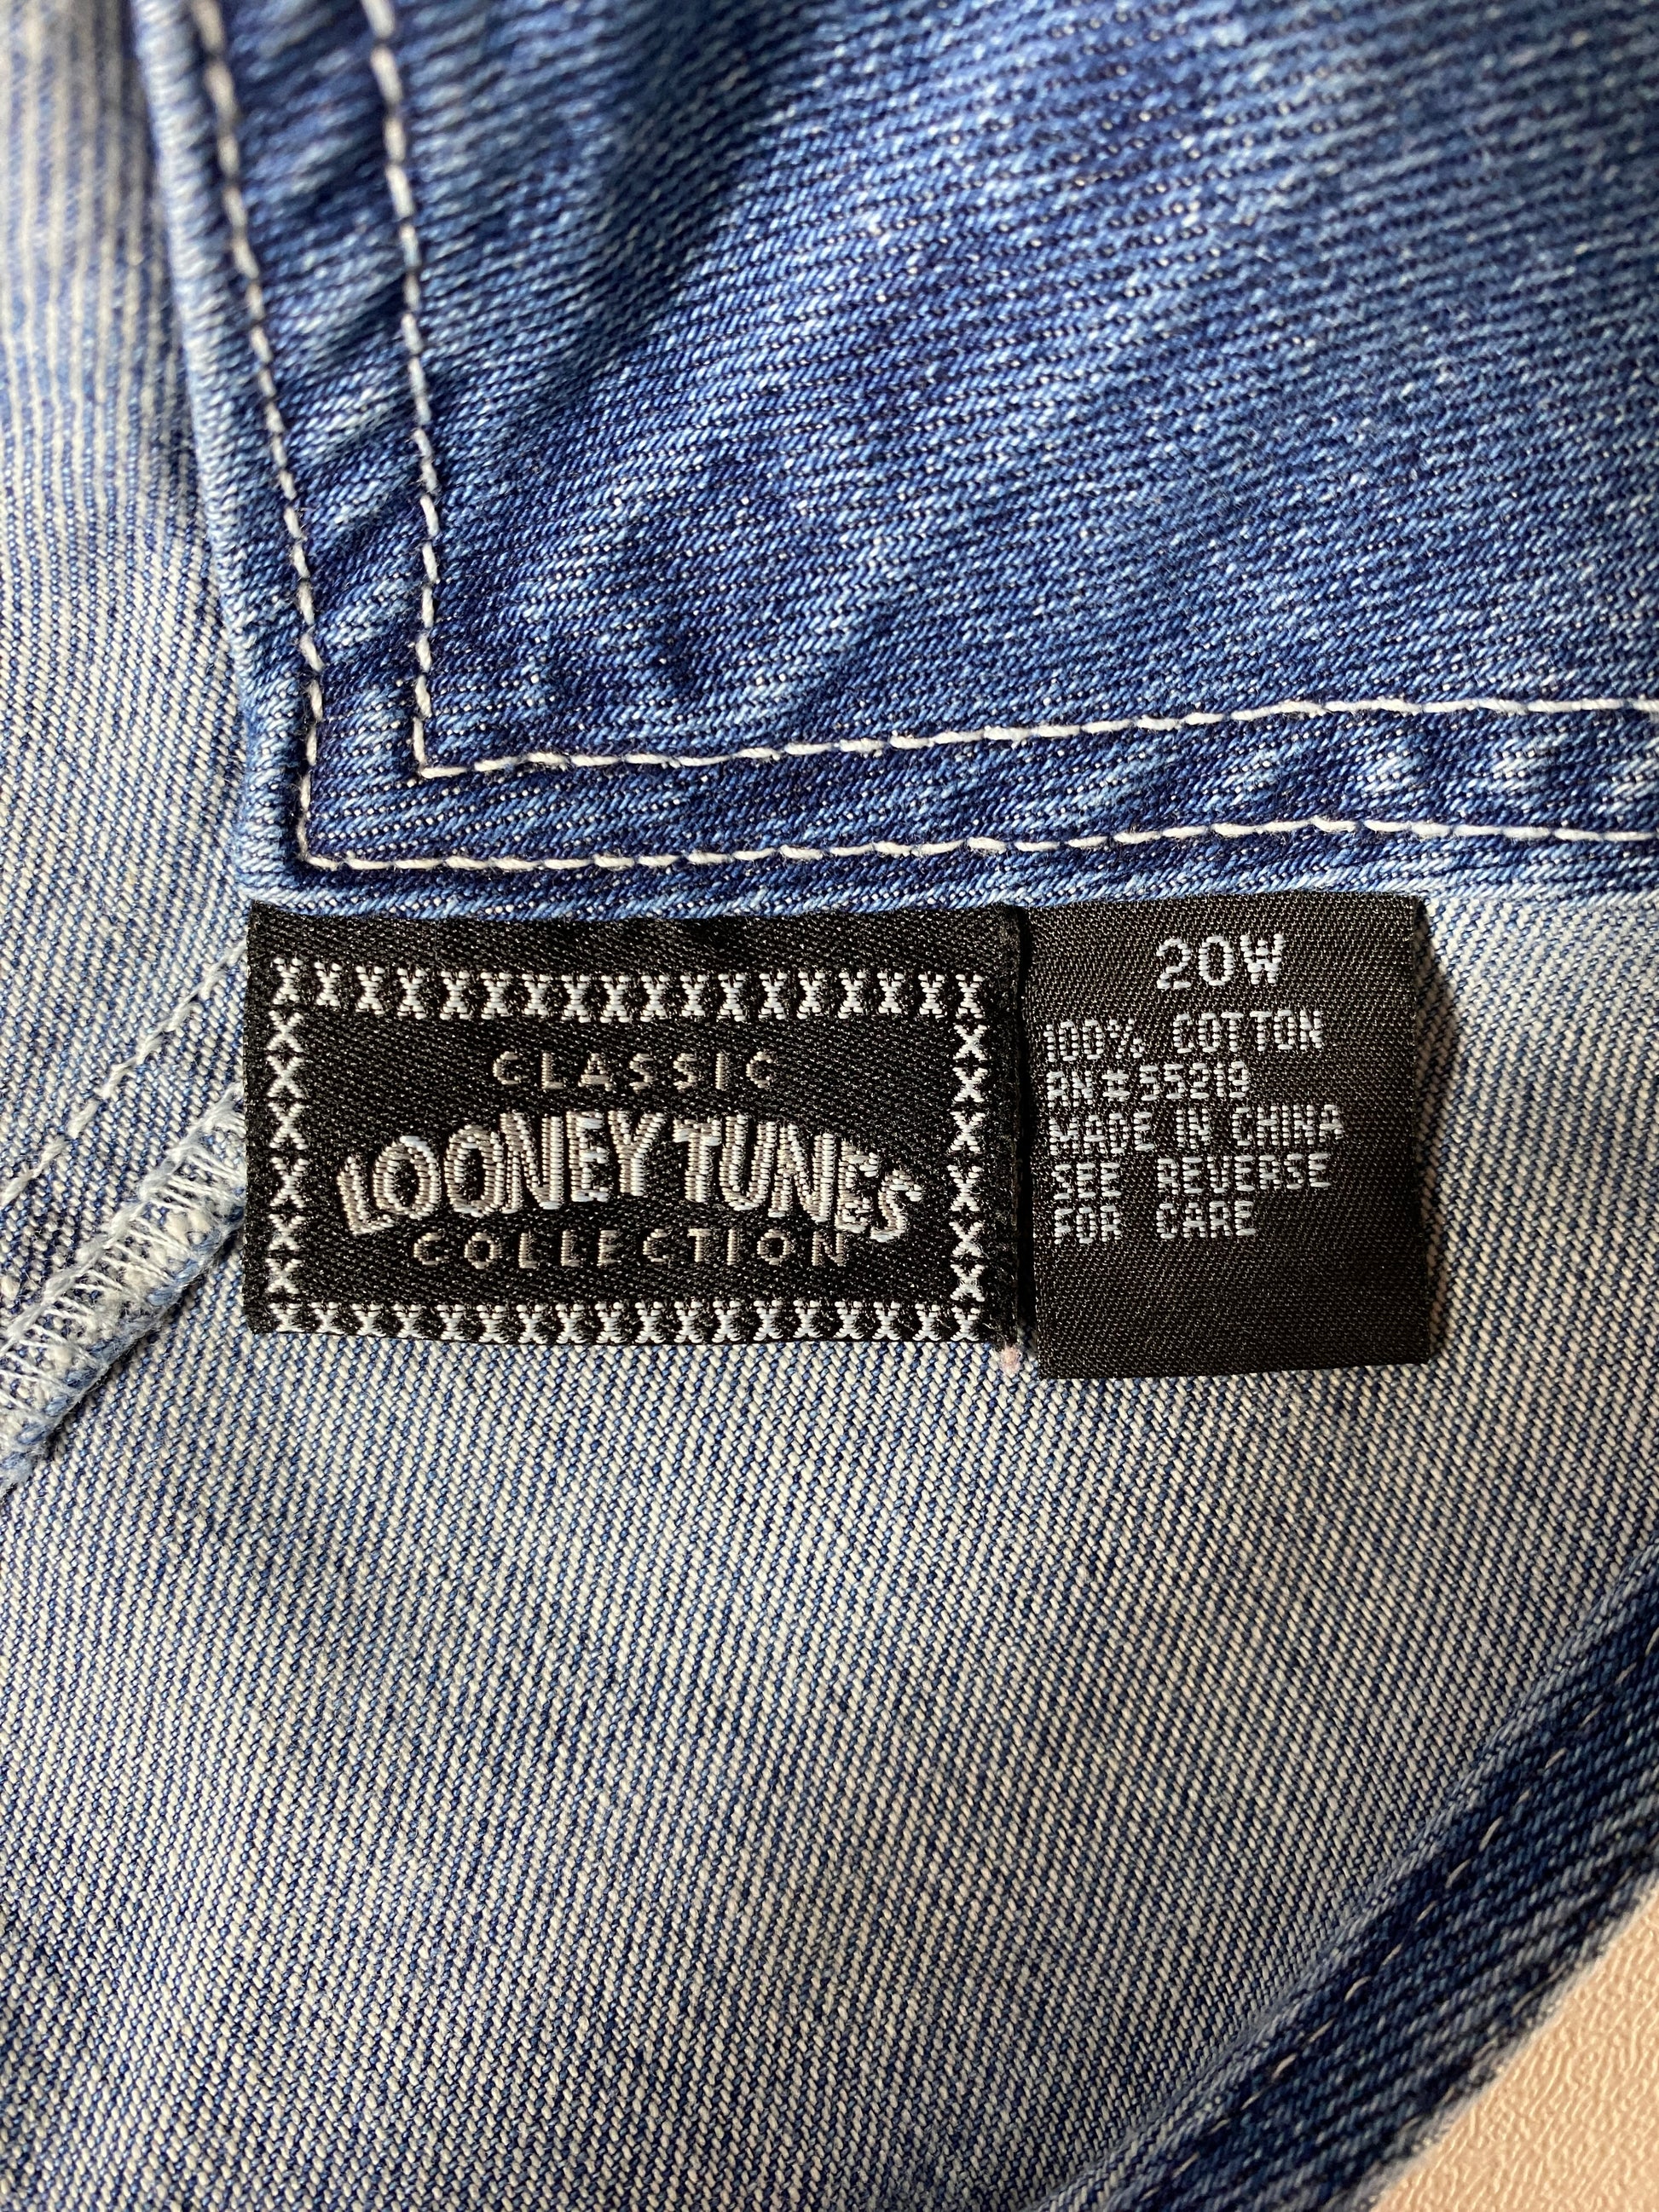 CLASSIC
LOONEY TUNES
COLLECTION
20W
100% COTTON
RN#55219
MADE IN CHINA
SEE REVERSE
FOR CARE